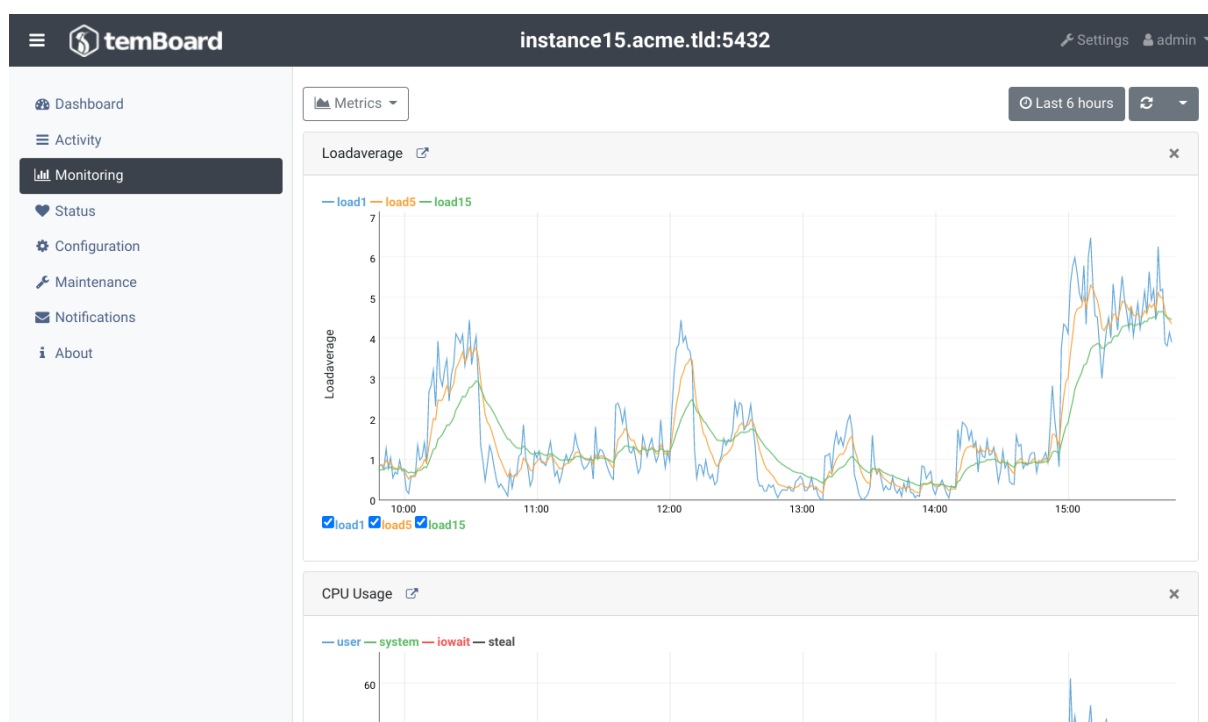 temBoard
instance15.acme.tld:5432
Settings admin
Dashboard
Activity
Monitoring
Status
Configuration
Maintenance
Notifications
About
Metrics
Last 6 hours
Loadaverage
load1 load5 load15
7
6
5
4
3
2
1
0
Loadaverage
10:00 11:00 12:00 13:00 14:00 15:00
load1 load5 load15
CPU Usage
user system iowait steal
60